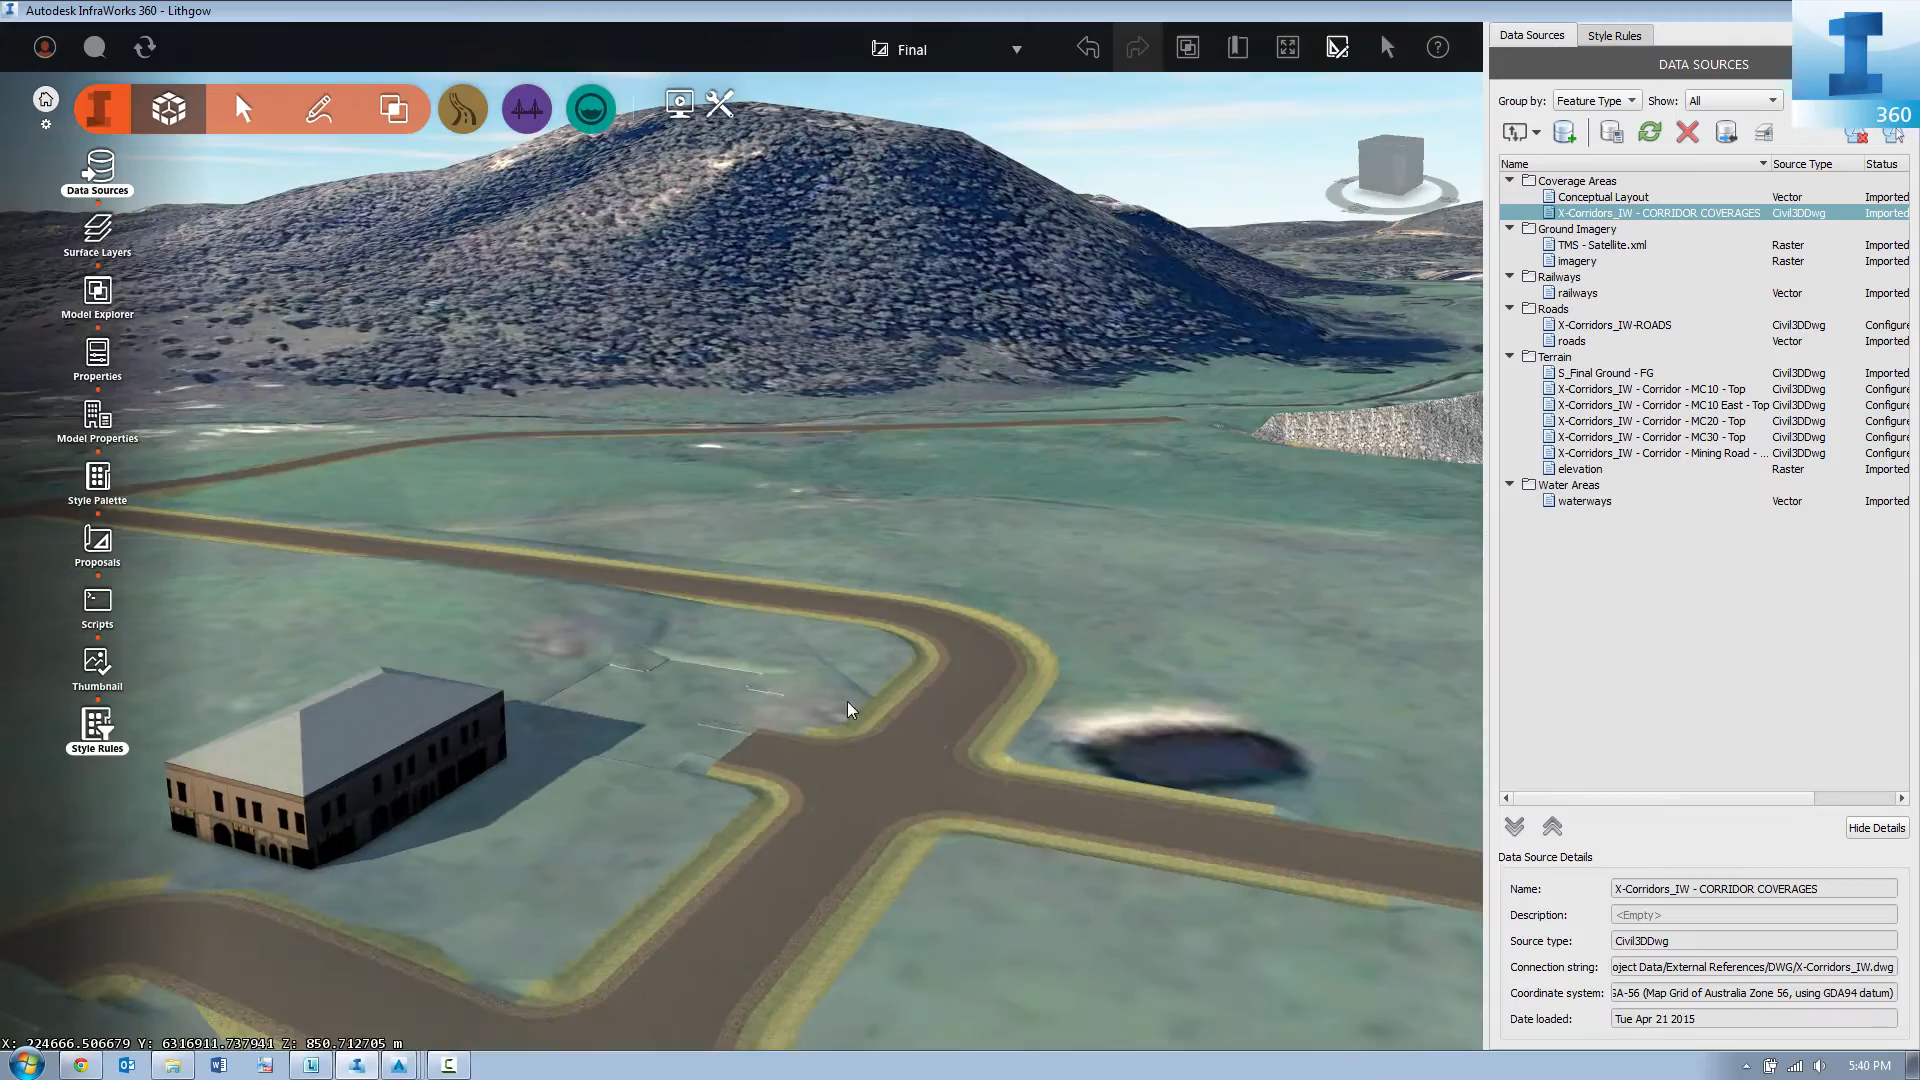 Autodesk InfraWorks 360 - Lithgow
Final
Data Sources
Surface Layers
Model Explorer
Properties
Model Properties
Style Palette
Proposals
Scripts
Thumbnail
Style Rules
X: 224666.506679 Y: 6316911.737941 Z: 850.712705 m
Data Sources Style Rules
DATA SOURCES
360
Group by: Feature Type Show: All
Name Source Type Status
Coverage Areas
Conceptual Layout Vector Imported
X-Corridors_IW - CORRIDOR COVERAGES Civil3DDwg Imported
Ground Imagery
TMS - Satellite.xml Raster Imported
imagery Raster Imported
Railways
railways Vector Imported
Roads
X-Corridors_IW-ROADS Civil3DDwg Configure
roads Vector Imported
Terrain
S_Final Ground - FG Civil3DDwg Imported
X-Corridors_IW - Corridor - MC10 - Top Civil3DDwg Configure
X-Corridors_IW - Corridor - MC10 East - Top Civil3DDwg Configure
X-Corridors_IW - Corridor - MC20 - Top Civil3DDwg Configure
X-Corridors_IW - Corridor - MC30 - Top Civil3DDwg Configure
X-Corridors_IW - Corridor - Mining Road - ... Civil3DDwg Configure
elevation Raster Imported
Water Areas
waterways Vector Imported
Hide Details
Data Source Details
Name: X-Corridors_IW - CORRIDOR COVERAGES
Description: <Empty>
Source type: Civil3DDwg
Connection string: oject Data/External References/DWG/X-Corridors_IW.dwg
Coordinate system: GA-56 (Map Grid of Australia Zone 56, using GDA94 datum)
Date loaded: Tue Apr 21 2015
5:40 PM